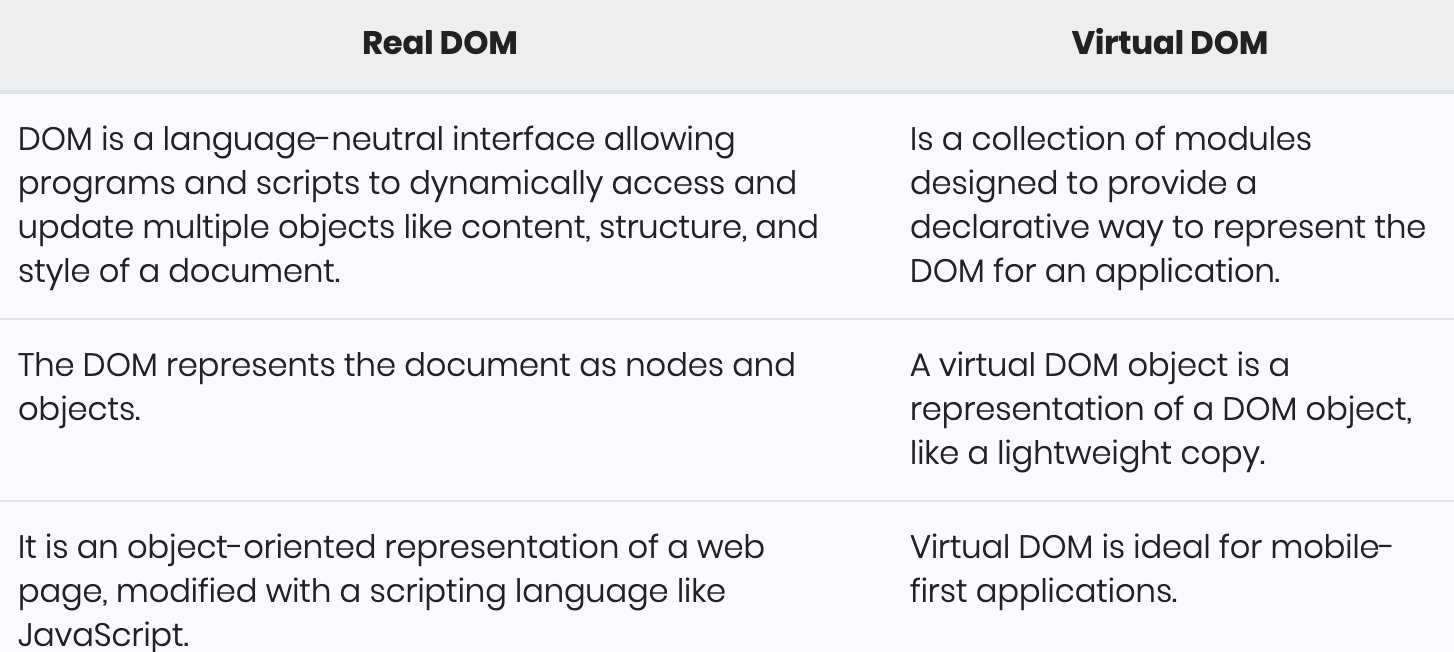 Real DOM
Virtual DOM
DOM is a language-neutral interface allowing
programs and scripts to dynamically access and
update multiple objects like content, structure, and
style of a document.
Is a collection of modules
designed to provide a
declarative way to represent the
DOM for an application.
The DOM represents the document as nodes and
objects.
A virtual DOM object is a
representation of a DOM object,
like a lightweight copy.
It is an object-oriented representation of a web
page, modified with a scripting language like
JavaScript.
Virtual DOM is ideal for mobile-
first applications.